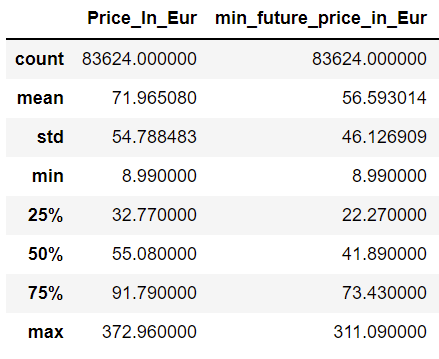 Price_In_Eur min_future_price_in_Eur
count 83624.000000 83624.000000
mean 71.965080 56.593014
std 54.788483 46.126909
min 8.990000 8.990000
25% 32.770000 22.270000
50% 55.080000 41.890000
75% 91.790000 73.430000
max 372.960000 311.090000